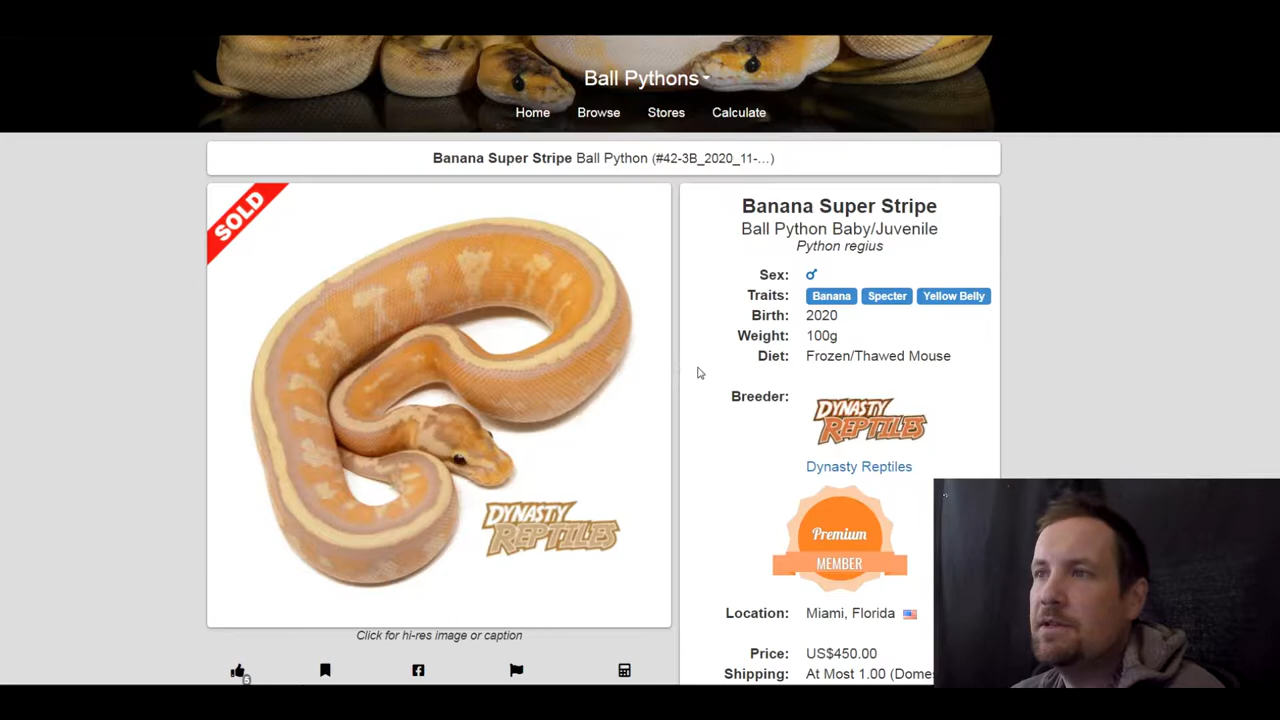 Ball Pythons
Home Browse Stores Calculate
Banana Super Stripe Ball Python (#42-3B_2020_11-...)
SOLD
DYNASTY
REPTILES
Click for hi-res image or caption
5
Banana Super Stripe
Ball Python Baby/Juvenile
Python regius
Sex: ♂
Traits: Banana Specter Yellow Belly
Birth: 2020
Weight: 100g
Diet: Frozen/Thawed Mouse
Breeder:
DYNASTY
REPTILES
Dynasty Reptiles
Premium
MEMBER
Location: Miami, Florida
Price: US$450.00
Shipping: At Most 1.00 (Dome